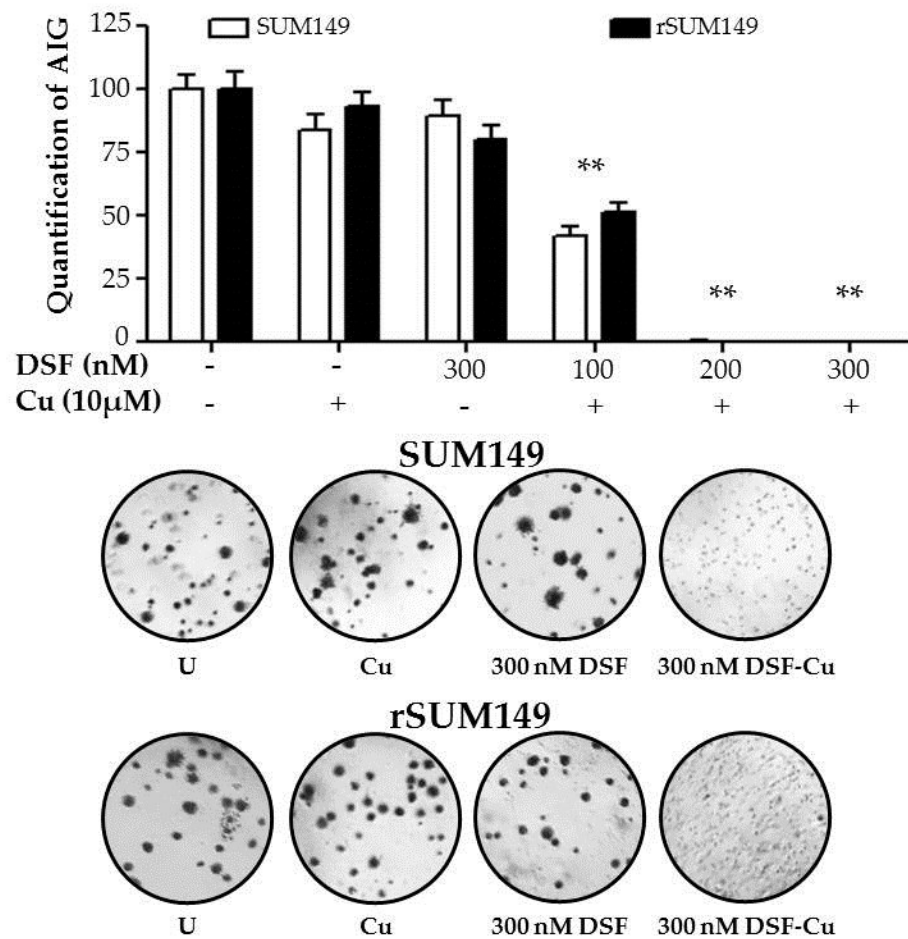 Quantification of AIG
SUM149 rSUM149
125
100
75
50
25
0
**
** **
DSF (nM) - - 300 100 200 300
Cu (10μM) - + - + + +
SUM149
U Cu 300 nM DSF 300 nM DSF-Cu
rSUM149
U Cu 300 nM DSF 300 nM DSF-Cu